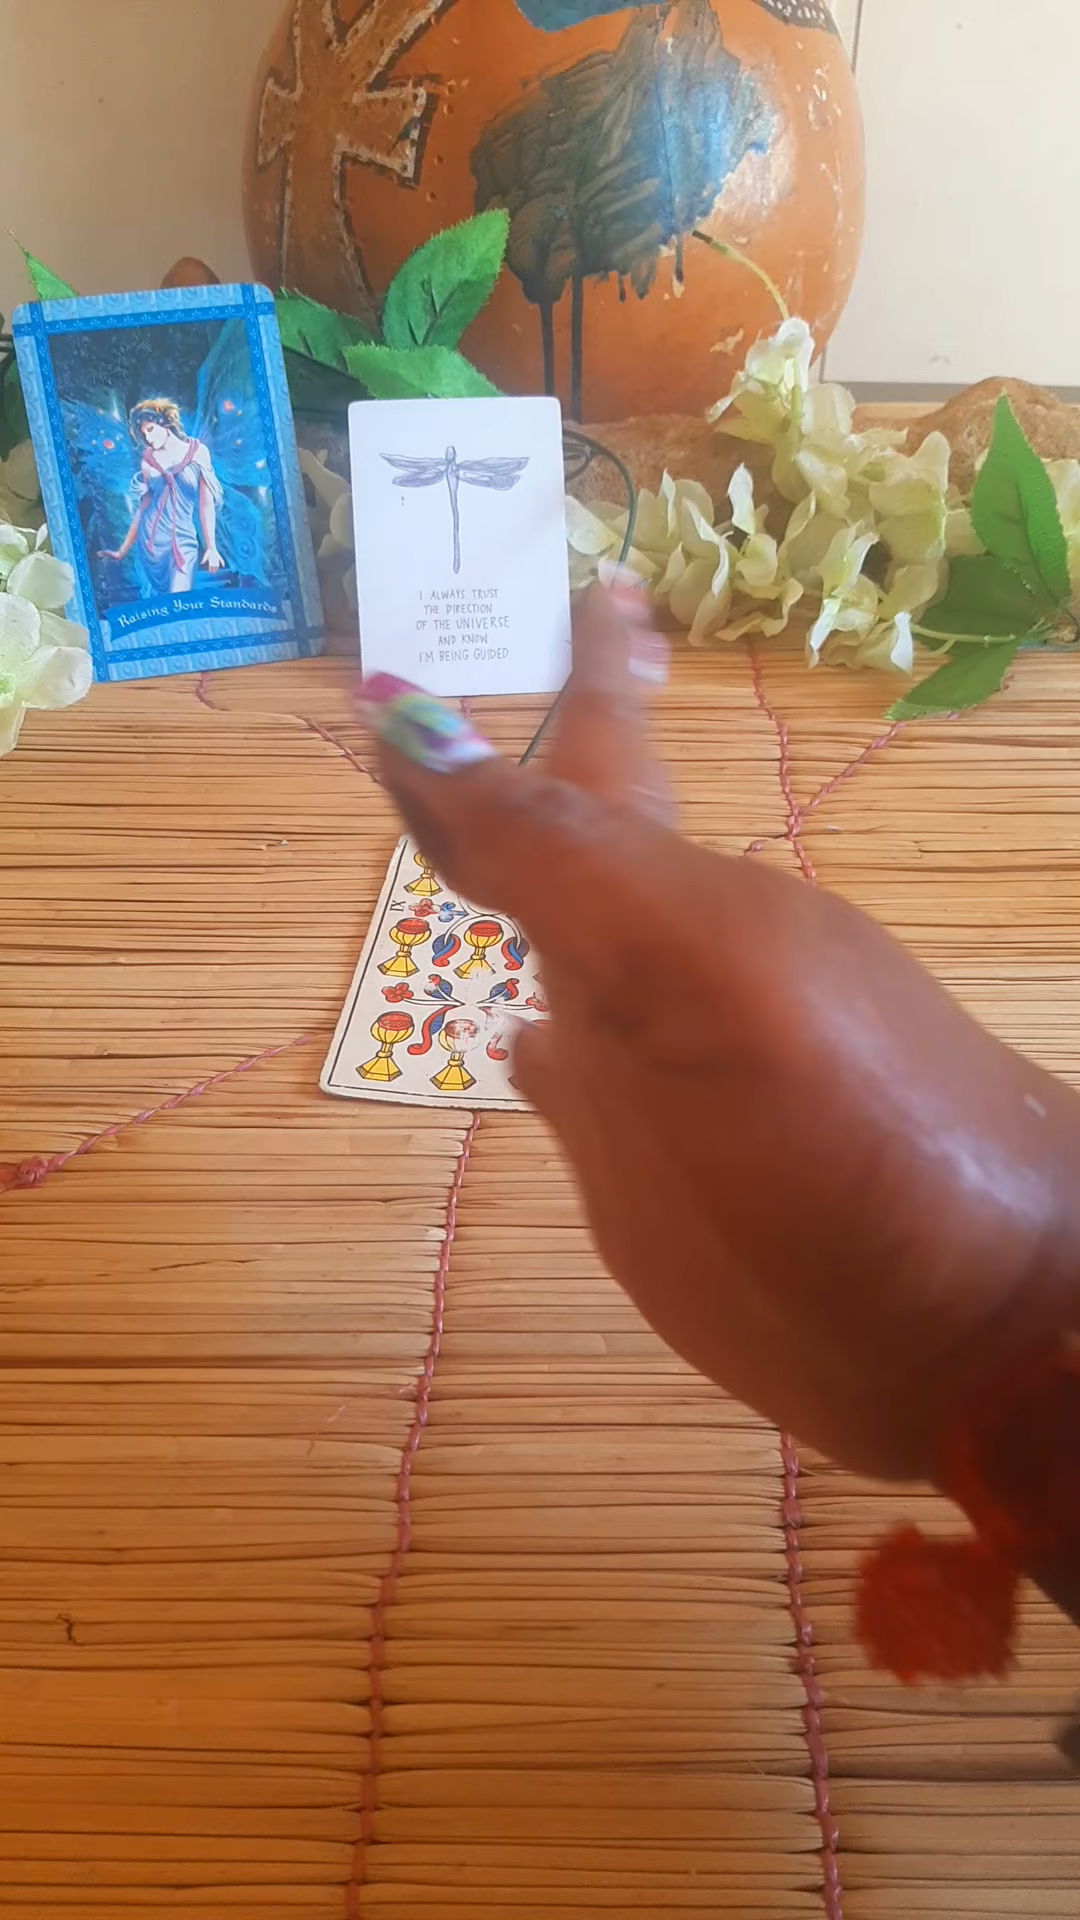 Raising Your Standards
I ALWAYS TRUST
THE DIRECTION
OF THE UNIVERSE
AND KNOW
I'M BEING GUIDED
IX